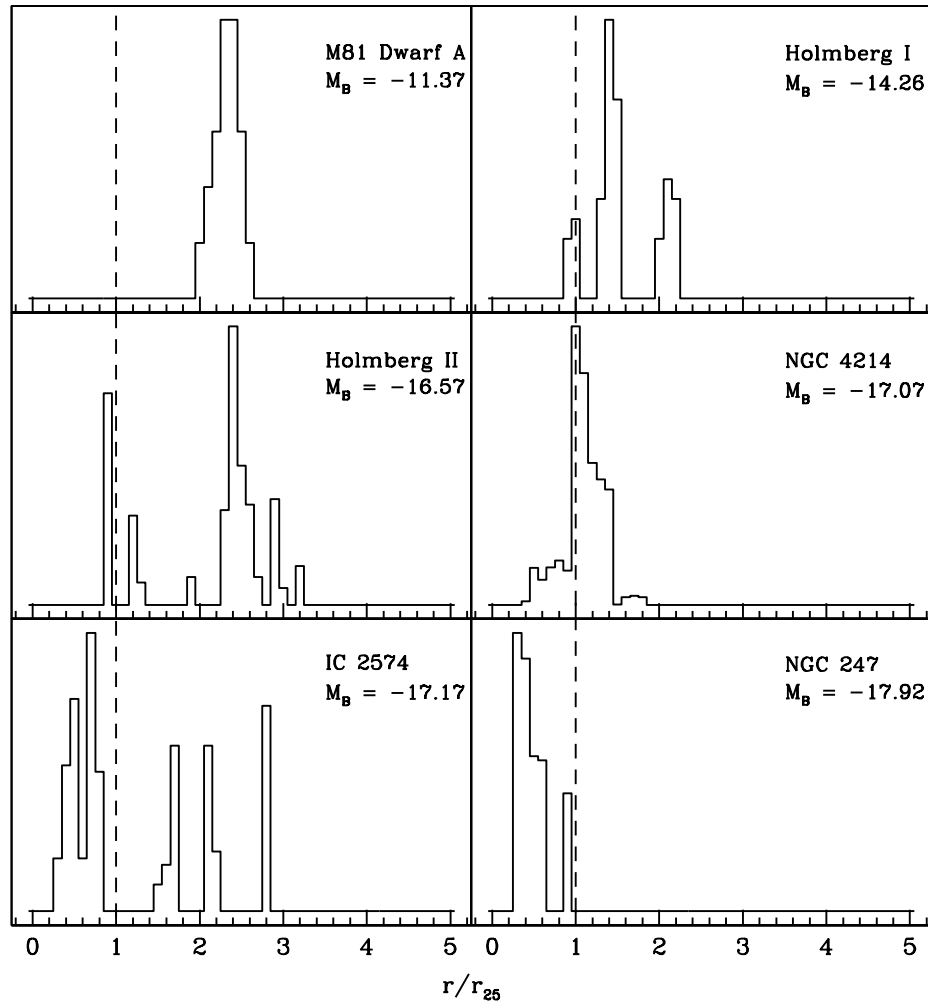 M81 Dwarf A
M_B = −11.37
Holmberg I
M_B = −14.26
Holmberg II
M_B = −16.57
NGC 4214
M_B = −17.07
IC 2574
M_B = −17.17
NGC 247
M_B = −17.92
0 1 2 3 4 5
0 1 2 3 4 5
r/r_25